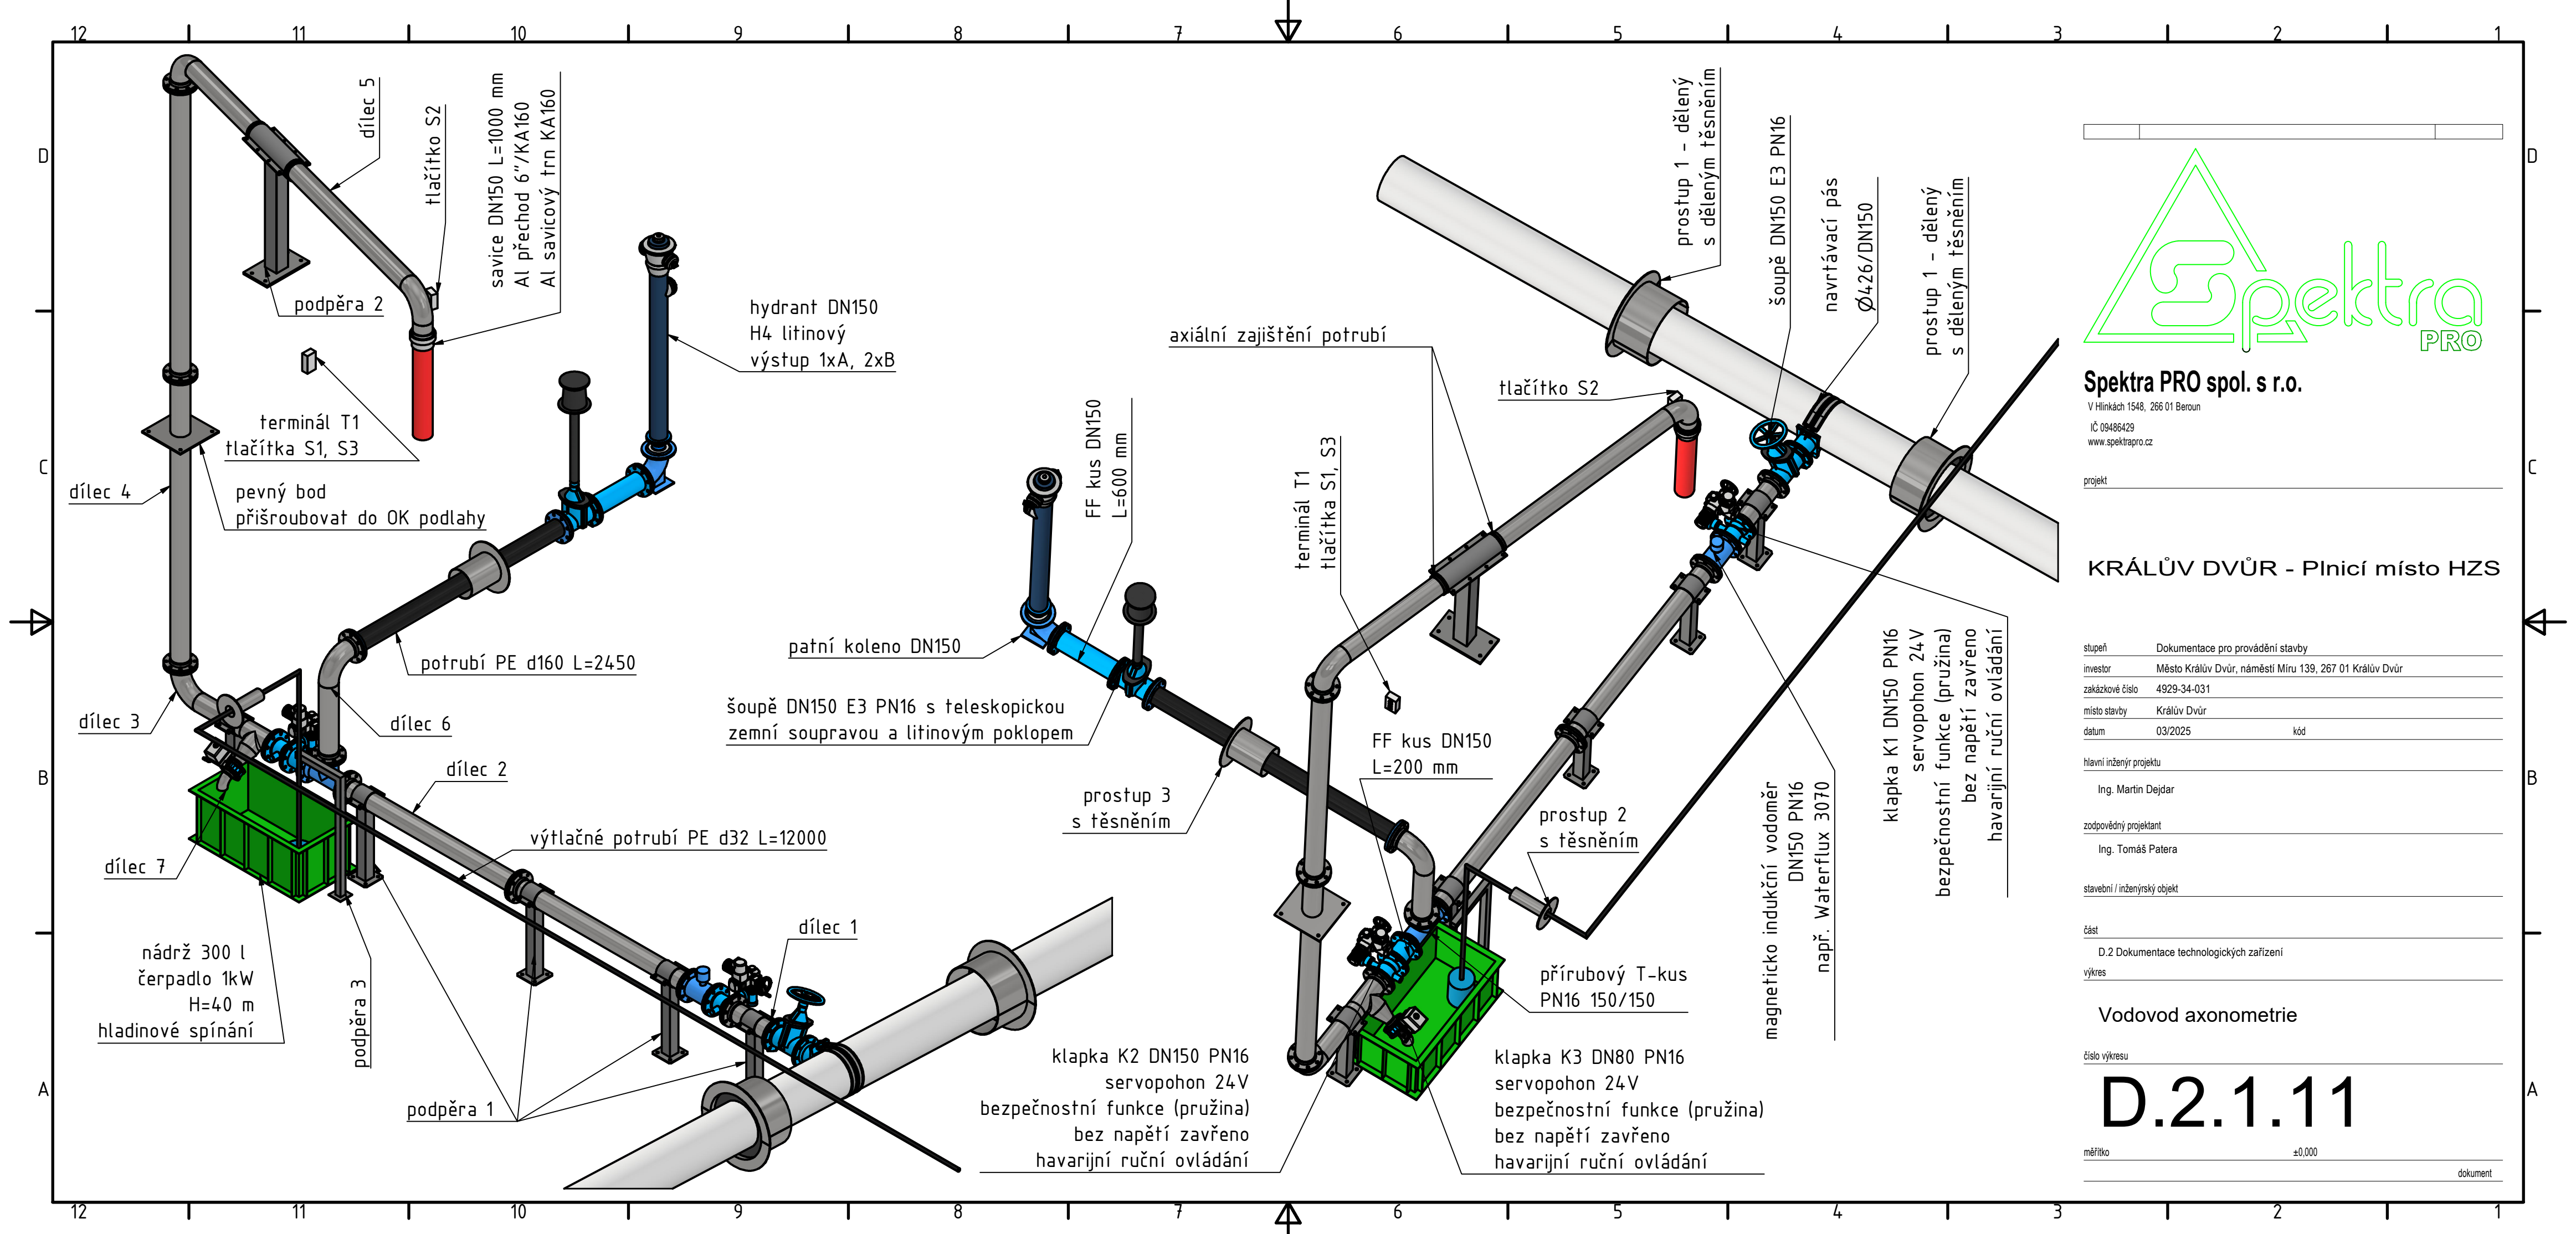 12 11 10 9 8 7 6 5 4 3 2 1
D
C
B
A
dílec 5
tlačítko S2
savice DN150 L=1000 mm
Al přechod 6"/KA160
Al savicový trn KA160
podpěra 2
hydrant DN150
H4 litinový
výstup 1xA, 2xB
terminál T1
tlačítka S1, S3
dílec 4
pevný bod
přišroubovat do OK podlahy
potrubí PE d160 L=2450
dílec 3
dílec 6
dílec 2
výtlačné potrubí PE d32 L=12000
dílec 7
dílec 1
nádrž 300 l
čerpadlo 1kW
H=40 m
hladinové spínání
podpěra 3
podpěra 1
prostup 1 - dělený
s děleným těsněním
šoupě DN150 E3 PN16
navrtávací pás
Ø426/DN150
prostup 1 - dělený
s děleným těsněním
axiální zajištění potrubí
tlačítko S2
FF kus DN150
L=600 mm
terminál T1
tlačítka S1, S3
patní koleno DN150
šoupě DN150 E3 PN16 s teleskopickou
zemní soupravou a litinovým poklopem
FF kus DN150
L=200 mm
prostup 3
s těsněním
prostup 2
s těsněním
magneticko indukční vodoměr
DN150 PN16
např. Waterflux 3070
klapka K1 DN150 PN16
servopohon 24V
bezpečnostní funkce (pružina)
bez napětí zavřeno
havarijní ruční ovládání
přírubový T-kus
PN16 150/150
klapka K2 DN150 PN16
servopohon 24V
bezpečnostní funkce (pružina)
bez napětí zavřeno
havarijní ruční ovládání
klapka K3 DN80 PN16
servopohon 24V
bezpečnostní funkce (pružina)
bez napětí zavřeno
havarijní ruční ovládání
Spektra
PRO
Spektra PRO spol. s r.o.
V Hlinkách 1548, 266 01 Beroun
IČ 09486429
www.spektrapro.cz
projekt
KRÁLŮV DVŮR - Plnicí místo HZS
stupeň Dokumentace pro provádění stavby
investor Město Králův Dvůr, náměstí Míru 139, 267 01 Králův Dvůr
zakázkové číslo 4929-34-031
místo stavby Králův Dvůr
datum 03/2025 kód
hlavní inženýr projektu
Ing. Martin Dejdar
zodpovědný projektant
Ing. Tomáš Patera
stavební / inženýrský objekt
část
D.2 Dokumentace technologických zařízení
výkres
Vodovod axonometrie
číslo výkresu
D.2.1.11
měřítko ±0,000
dokument
D
C
B
A
12 11 10 9 8 7 6 5 4 3 2 1